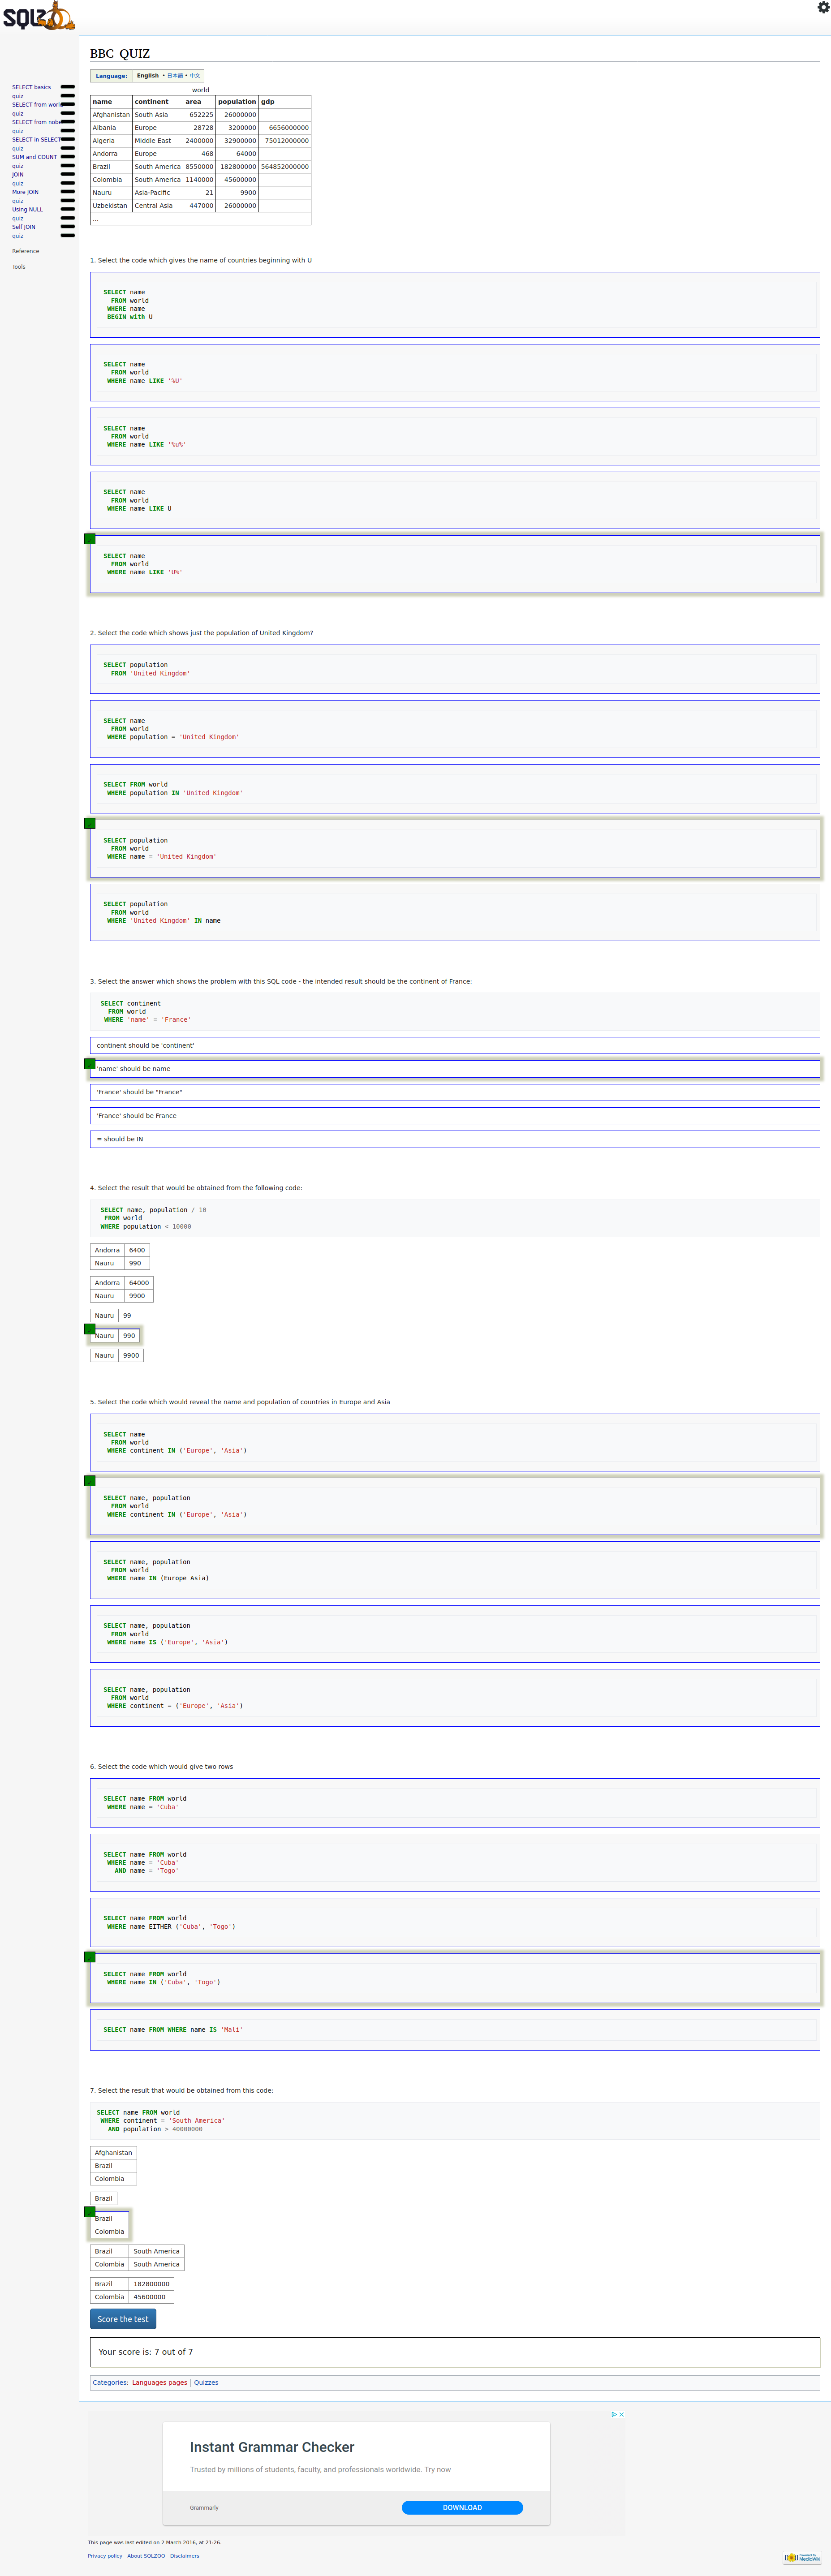 SQLZOO
SELECT basics
quiz
SELECT from world
quiz
SELECT from nobel
quiz
SELECT in SELECT
quiz
SUM and COUNT
quiz
JOIN
quiz
More JOIN
quiz
Using NULL
quiz
Self JOIN
quiz
Reference
Tools
BBC QUIZ
Language: English • 日本語 • 中文
world
name continent area population gdp
Afghanistan South Asia 652225 26000000
Albania Europe 28728 3200000 6656000000
Algeria Middle East 2400000 32900000 75012000000
Andorra Europe 468 64000
Brazil South America 8550000 182800000 564852000000
Colombia South America 1140000 45600000
Nauru Asia-Pacific 21 9900
Uzbekistan Central Asia 447000 26000000
...
1. Select the code which gives the name of countries beginning with U
SELECT name
FROM world
WHERE name
BEGIN with U
SELECT name
FROM world
WHERE name LIKE '%U'
SELECT name
FROM world
WHERE name LIKE '%u%'
SELECT name
FROM world
WHERE name LIKE U
SELECT name
FROM world
WHERE name LIKE 'U%'
2. Select the code which shows just the population of United Kingdom?
SELECT population
FROM 'United Kingdom'
SELECT name
FROM world
WHERE population = 'United Kingdom'
SELECT FROM world
WHERE population IN 'United Kingdom'
SELECT population
FROM world
WHERE name = 'United Kingdom'
SELECT population
FROM world
WHERE 'United Kingdom' IN name
3. Select the answer which shows the problem with this SQL code - the intended result should be the continent of France:
SELECT continent
FROM world
WHERE 'name' = 'France'
continent should be 'continent'
'name' should be name
'France' should be "France"
'France' should be France
= should be IN
4. Select the result that would be obtained from the following code:
SELECT name, population / 10
FROM world
WHERE population < 10000
Andorra 6400
Nauru 990
Andorra 64000
Nauru 9900
Nauru 99
Nauru 990
Nauru 9900
5. Select the code which would reveal the name and population of countries in Europe and Asia
SELECT name
FROM world
WHERE continent IN ('Europe', 'Asia')
SELECT name, population
FROM world
WHERE continent IN ('Europe', 'Asia')
SELECT name, population
FROM world
WHERE name IN (Europe Asia)
SELECT name, population
FROM world
WHERE name IS ('Europe', 'Asia')
SELECT name, population
FROM world
WHERE continent = ('Europe', 'Asia')
6. Select the code which would give two rows
SELECT name FROM world
WHERE name = 'Cuba'
SELECT name FROM world
WHERE name = 'Cuba'
AND name = 'Togo'
SELECT name FROM world
WHERE name EITHER ('Cuba', 'Togo')
SELECT name FROM world
WHERE name IN ('Cuba', 'Togo')
SELECT name FROM WHERE name IS 'Mali'
7. Select the result that would be obtained from this code:
SELECT name FROM world
WHERE continent = 'South America'
AND population > 40000000
Afghanistan
Brazil
Colombia
Brazil
Brazil
Colombia
Brazil South America
Colombia South America
Brazil 182800000
Colombia 45600000
Score the test
Your score is: 7 out of 7
Categories: Languages pages | Quizzes
Instant Grammar Checker
Trusted by millions of students, faculty, and professionals worldwide. Try now
Grammarly DOWNLOAD
This page was last edited on 2 March 2016, at 21:26.
Privacy policy About SQLZOO Disclaimers
Powered by
MediaWiki